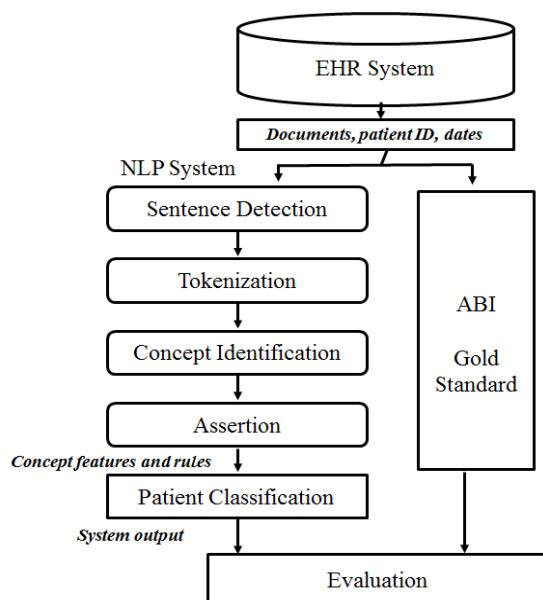 EHR System
Documents, patient ID, dates
NLP System
Sentence Detection
Tokenization
Concept Identification
Assertion
Concept features and rules
Patient Classification
System output
ABI
Gold
Standard
Evaluation